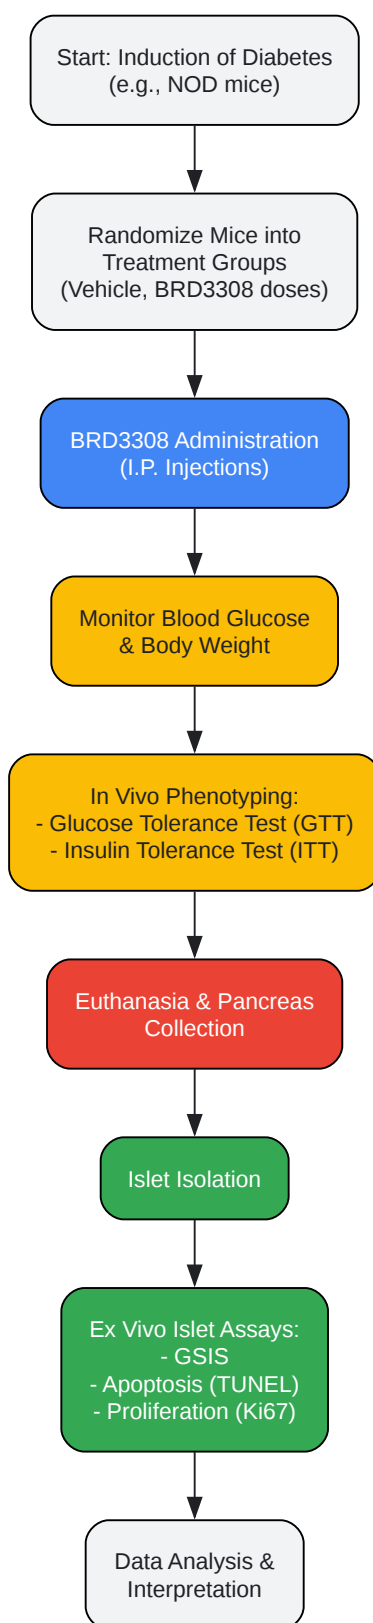 Start: Induction of Diabetes
(e.g., NOD mice)
Randomize Mice into
Treatment Groups
(Vehicle, BRD3308 doses)
BRD3308 Administration
(I.P. Injections)
Monitor Blood Glucose
& Body Weight
In Vivo Phenotyping:
- Glucose Tolerance Test (GTT)
- Insulin Tolerance Test (ITT)
Euthanasia & Pancreas
Collection
Islet Isolation
Ex Vivo Islet Assays:
- GSIS
- Apoptosis (TUNEL)
- Proliferation (Ki67)
Data Analysis &
Interpretation